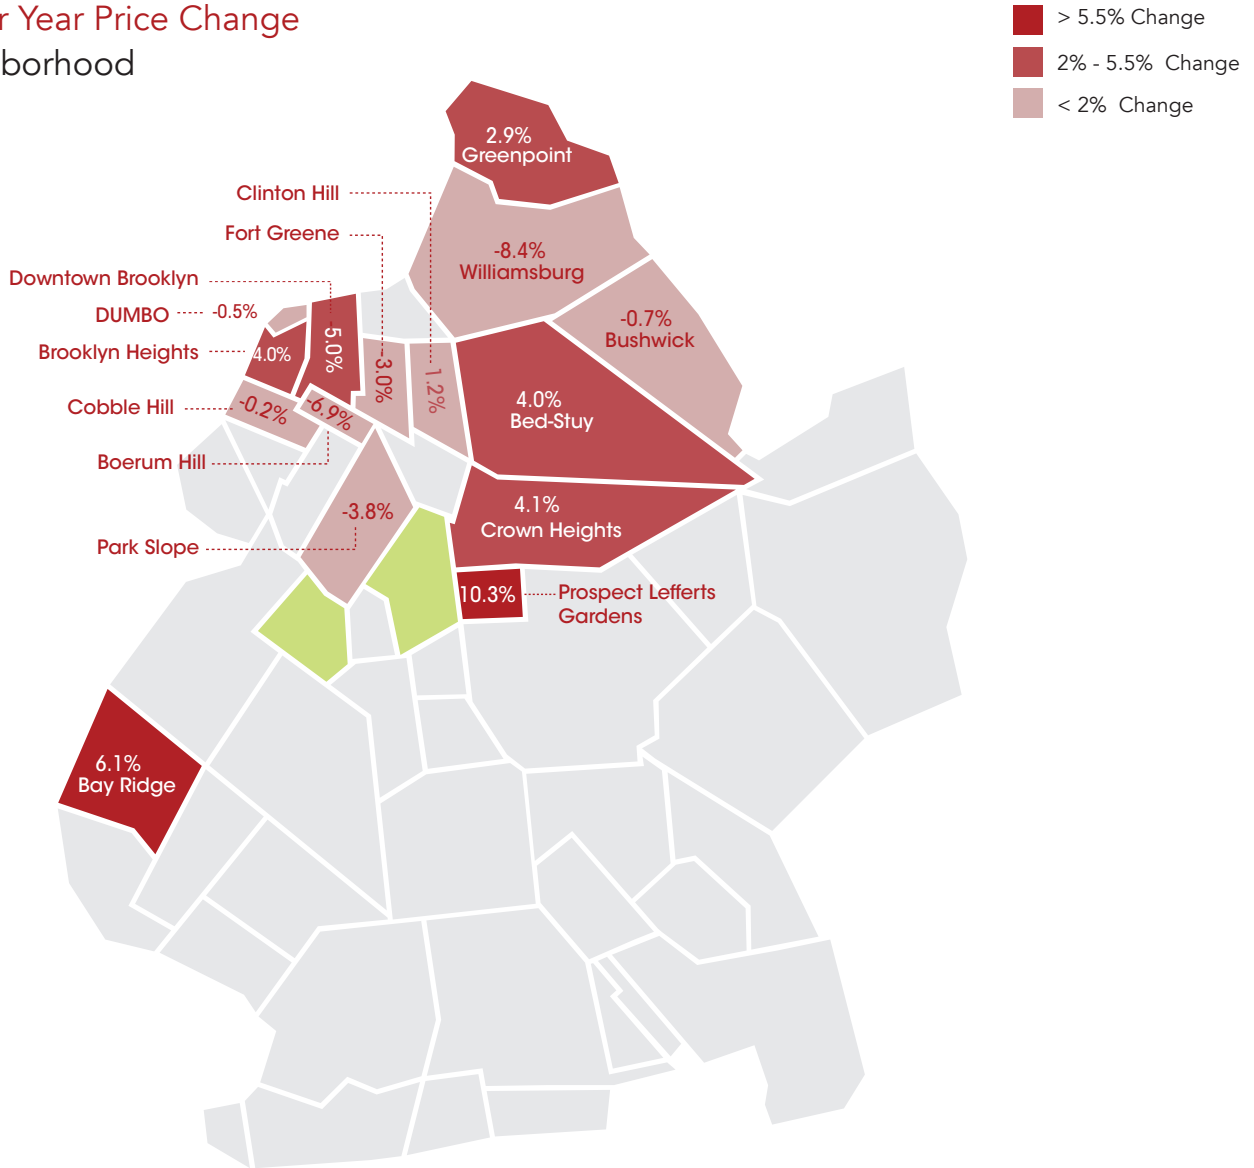 r Year Price Change
borhood
> 5.5% Change
2% - 5.5% Change
< 2% Change
2.9%
Greenpoint
Clinton Hill
Fort Greene
-8.4%
Williamsburg
Downtown Brooklyn
DUMBO
-0.5%
-0.7%
Bushwick
Brooklyn Heights
4.0%
5.0%
-3.0%
1.2%
Cobble Hill
-0.2%
-6.9%
4.0%
Bed-Stuy
Boerum Hill
-3.8%
4.1%
Crown Heights
Park Slope
10.3%
Prospect Lefferts
Gardens
6.1%
Bay Ridge